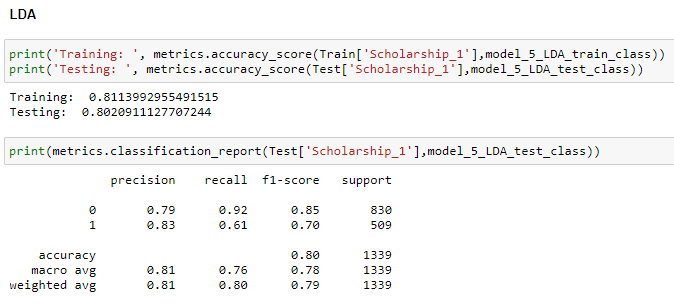 LDA
print('Training: ', metrics.accuracy_score(Train['Scholarship_1'],model_5_LDA_train_class))
print('Testing: ', metrics.accuracy_score(Test['Scholarship_1'],model_5_LDA_test_class))
Training:  0.8113992955491515
Testing:  0.8020911127707244
print(metrics.classification_report(Test['Scholarship_1'],model_5_LDA_test_class))
precision recall f1-score support
0 0.79 0.92 0.85 830
1 0.83 0.61 0.70 509
accuracy 0.80 1339
macro avg 0.81 0.76 0.78 1339
weighted avg 0.81 0.80 0.79 1339